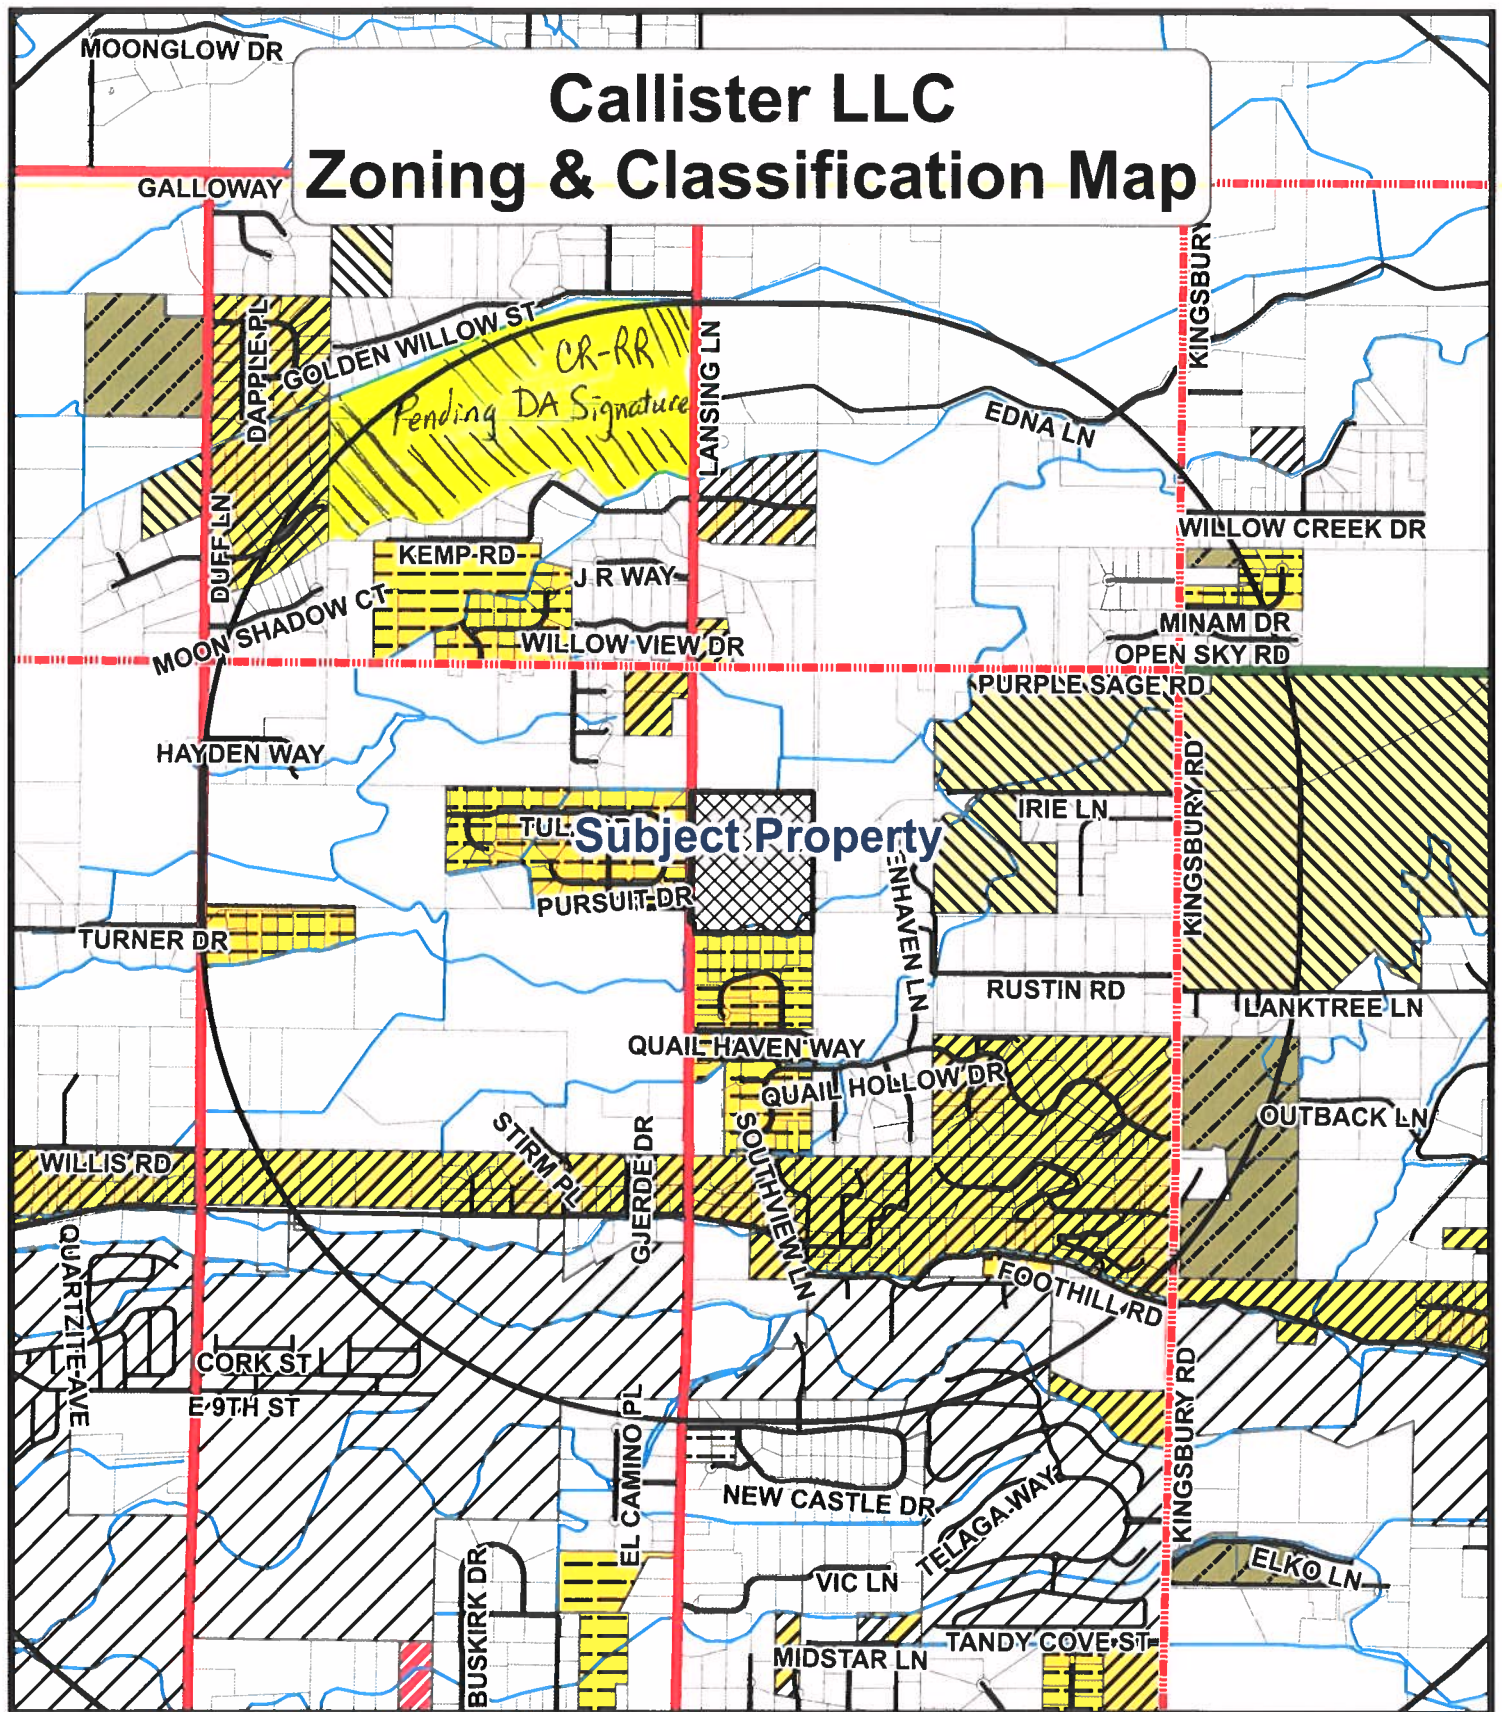 MOONGLOW DR
Callister LLC
Zoning & Classification Map
GALLOWAY
KINGSBURY
DAPPLE PL
GOLDEN WILLOW ST
CR-RR
Pending DA Signature
LANSING LN
EDNA LN
DUFF LN
WILLOW CREEK DR
KEMP RD
J R WAY
MOON SHADOW CT
WILLOW VIEW DR
MINAM DR
OPEN SKY RD
PURPLE SAGE RD
HAYDEN WAY
KINGSBURY RD
IRIE LN
TUL
Subject Property
ENHAVEN LN
PURSUIT DR
TURNER DR
RUSTIN RD
LANKTREE LN
QUAIL HAVEN WAY
QUAIL HOLLOW DR
OUTBACK LN
STIRM PL
GJERDE DR
SOUTHVIEW LN
WILLIS RD
QUARTZITE AVE
FOOTHILL RD
CORK ST
E 9TH ST
KINGSBURY RD
EL CAMINO PL
NEW CASTLE DR
TELAGA WAY
BUSKIRK DR
VIC LN
ELKO LN
TANDY COVE ST
MIDSTAR LN